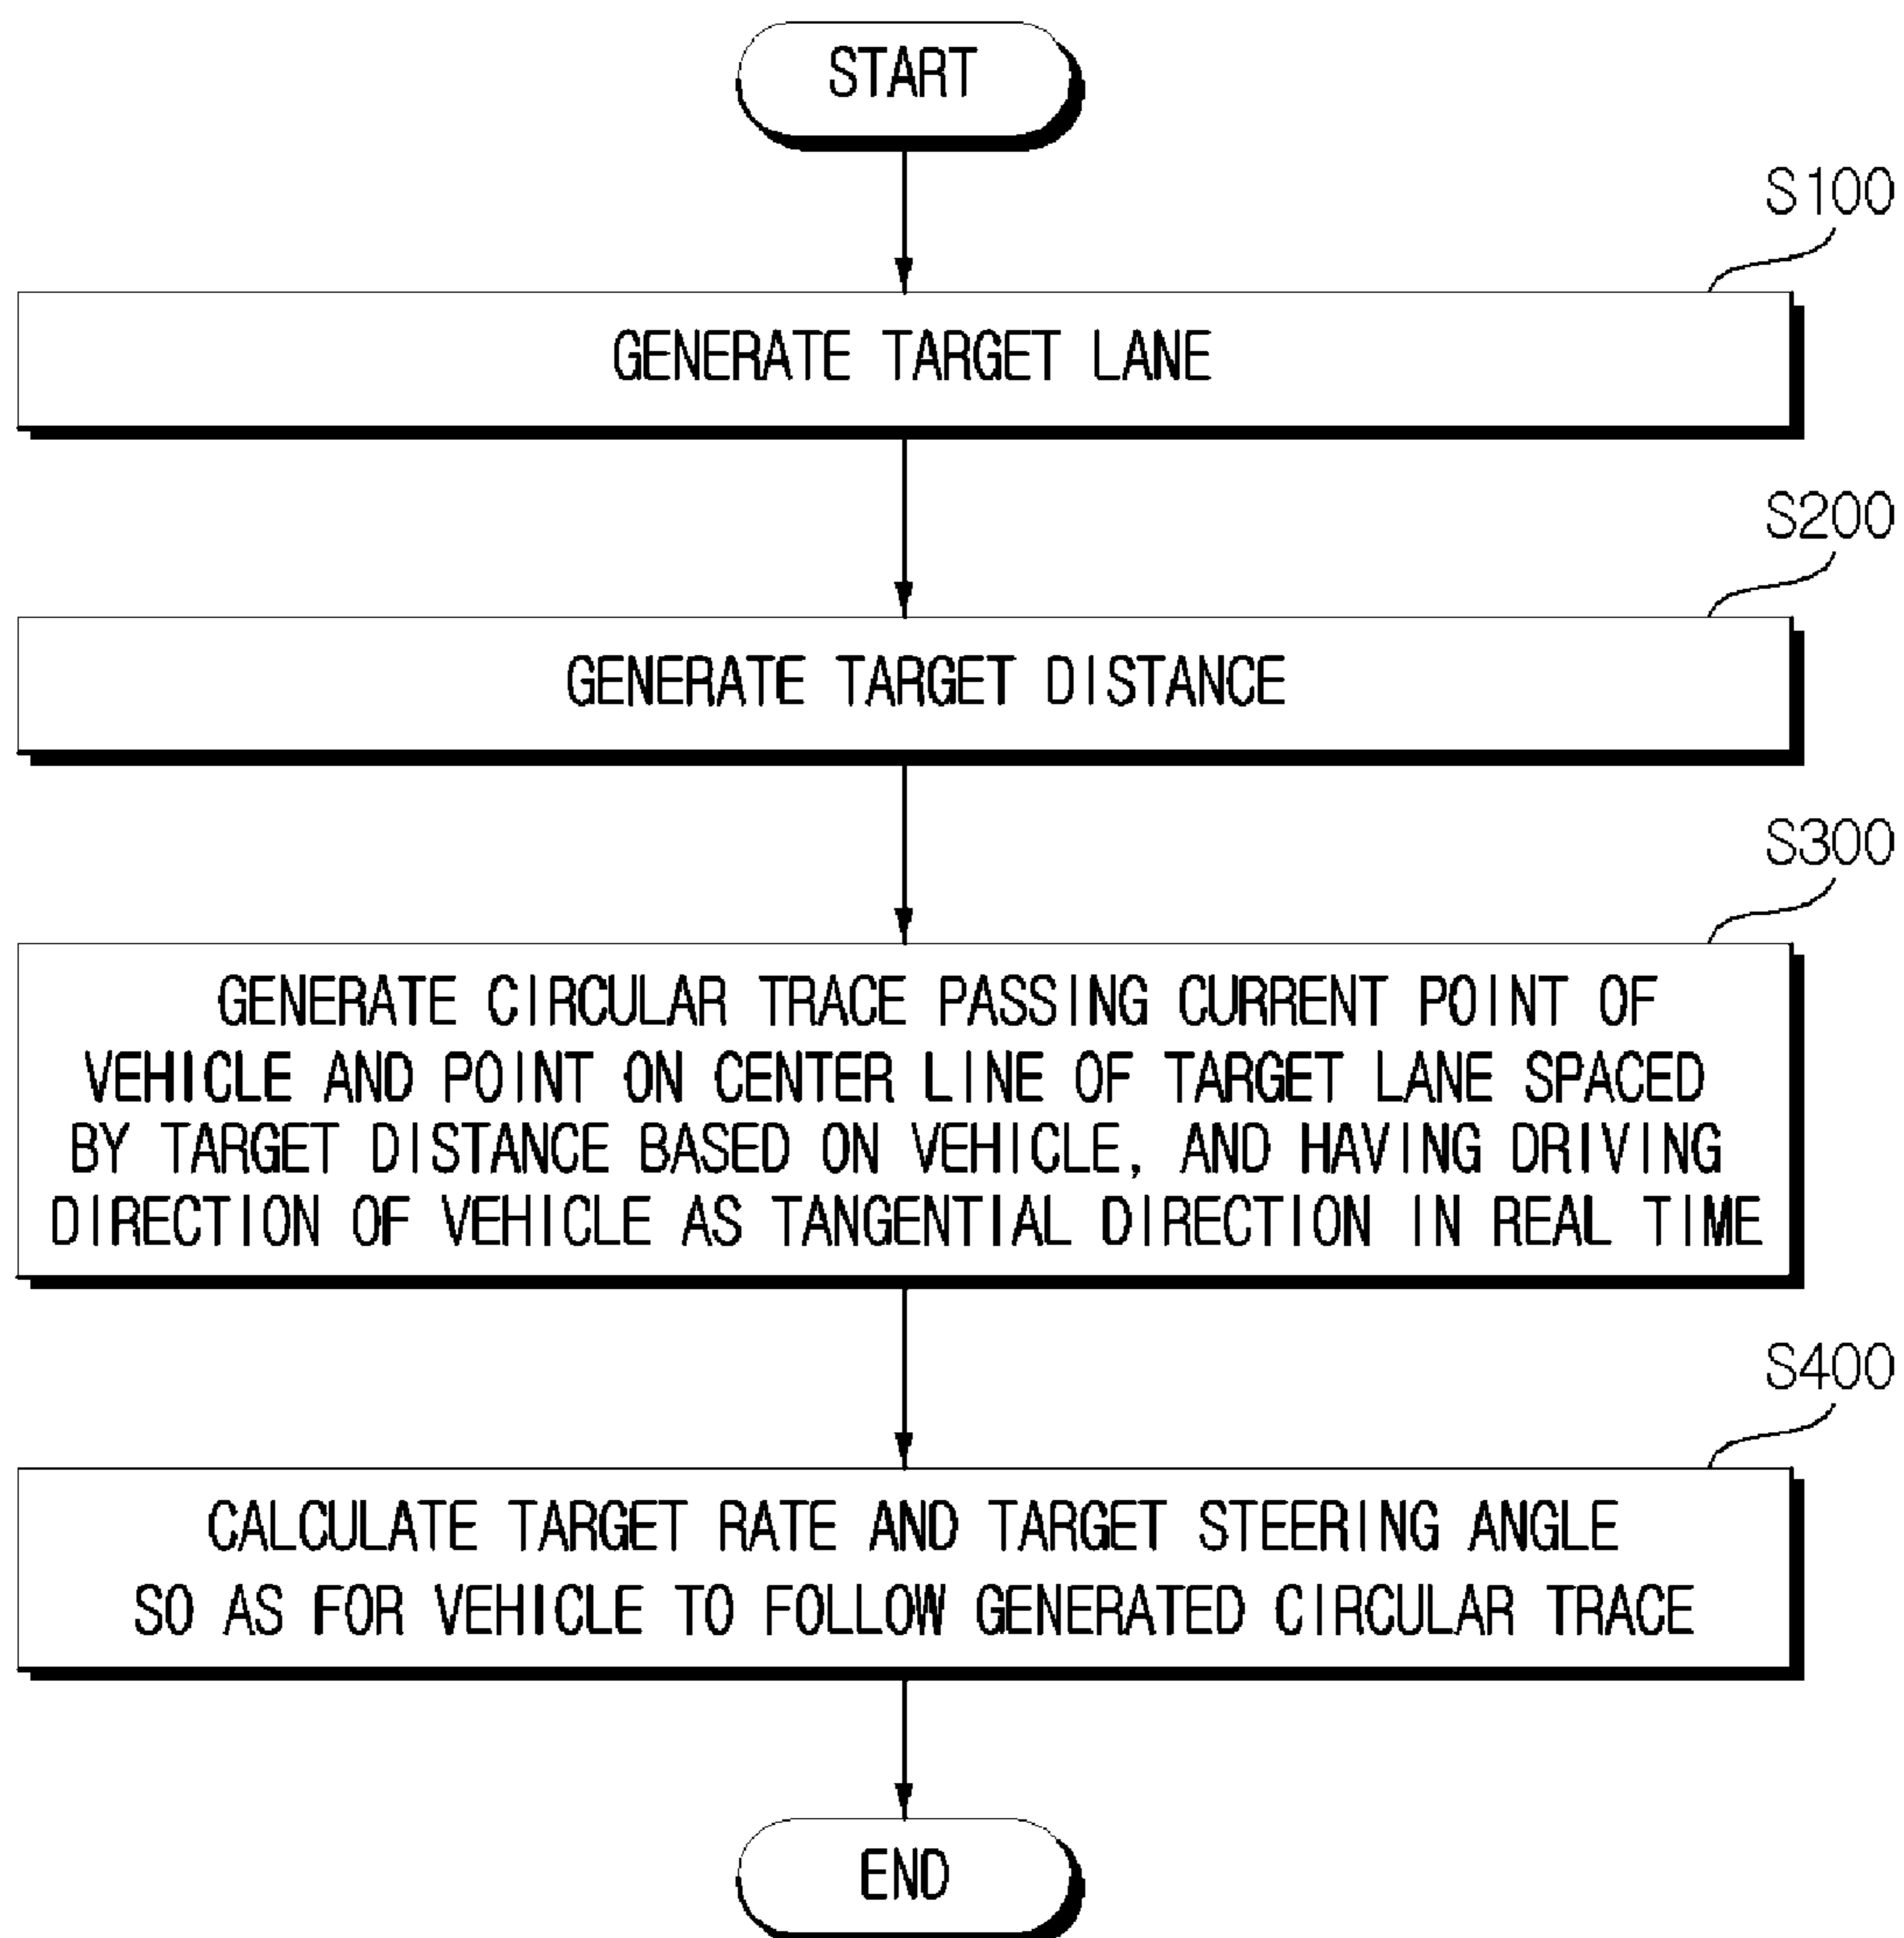 START
S100
GENERATE TARGET LANE
S200
GENERATE TARGET DISTANCE
S300
GENERATE CIRCULAR TRACE PASSING CURRENT POINT OF
VEHICLE AND POINT ON CENTER LINE OF TARGET LANE SPACED
BY TARGET DISTANCE BASED ON VEHICLE, AND HAVING DRIVING
DIRECTION OF VEHICLE AS TANGENTIAL DIRECTION IN REAL TIME
S400
CALCULATE TARGET RATE AND TARGET STEERING ANGLE
SO AS FOR VEHICLE TO FOLLOW GENERATED CIRCULAR TRACE
END